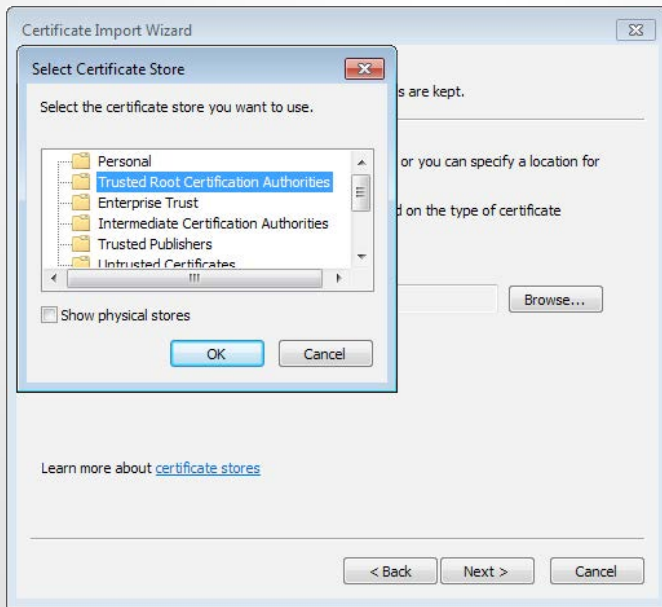 Certificate Import Wizard
Select Certificate Store
Select the certificate store you want to use.
Personal
Trusted Root Certification Authorities
Enterprise Trust
Intermediate Certification Authorities
Trusted Publishers
Untrusted Certificates
Show physical stores
OK Cancel
s are kept.
or you can specify a location for
d on the type of certificate
Browse...
Learn more about certificate stores
< Back Next > Cancel